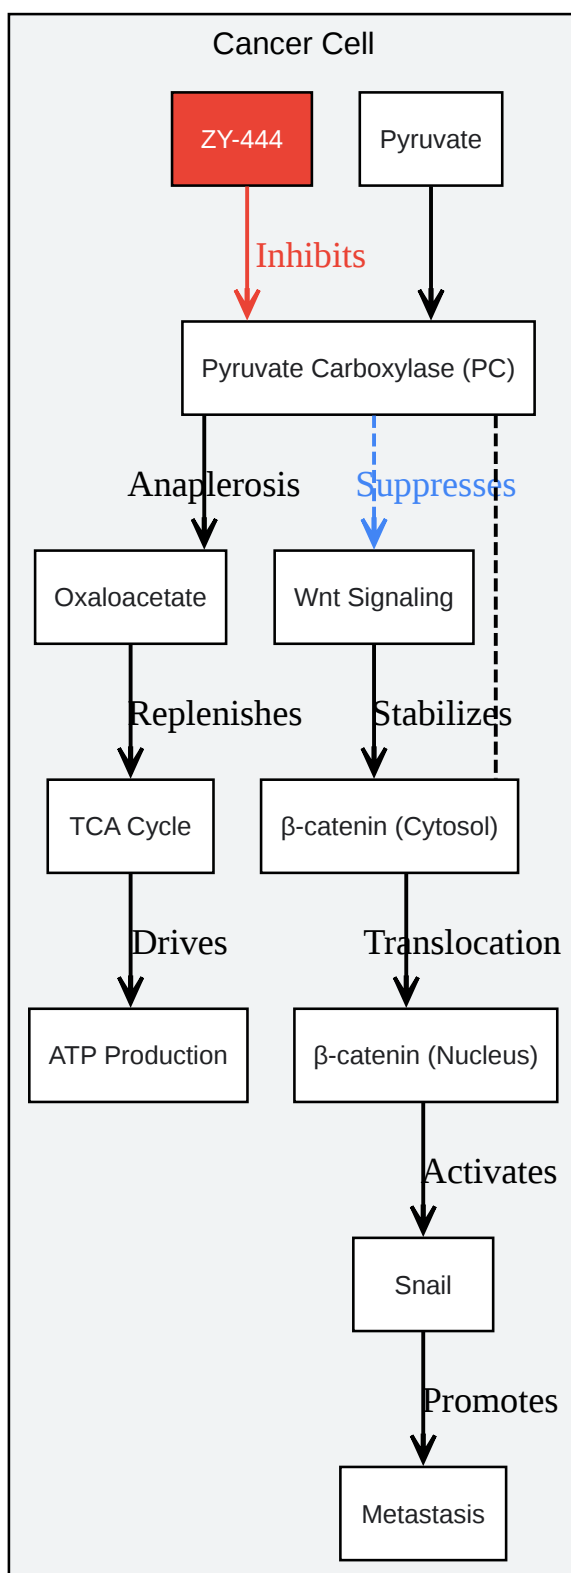 Cancer Cell
ZY-444
Pyruvate
Inhibits
Pyruvate Carboxylase (PC)
Anaplerosis
Suppresses
Oxaloacetate
Wnt Signaling
Replenishes
Stabilizes
TCA Cycle
β-catenin (Cytosol)
Drives
Translocation
ATP Production
β-catenin (Nucleus)
Activates
Snail
Promotes
Metastasis